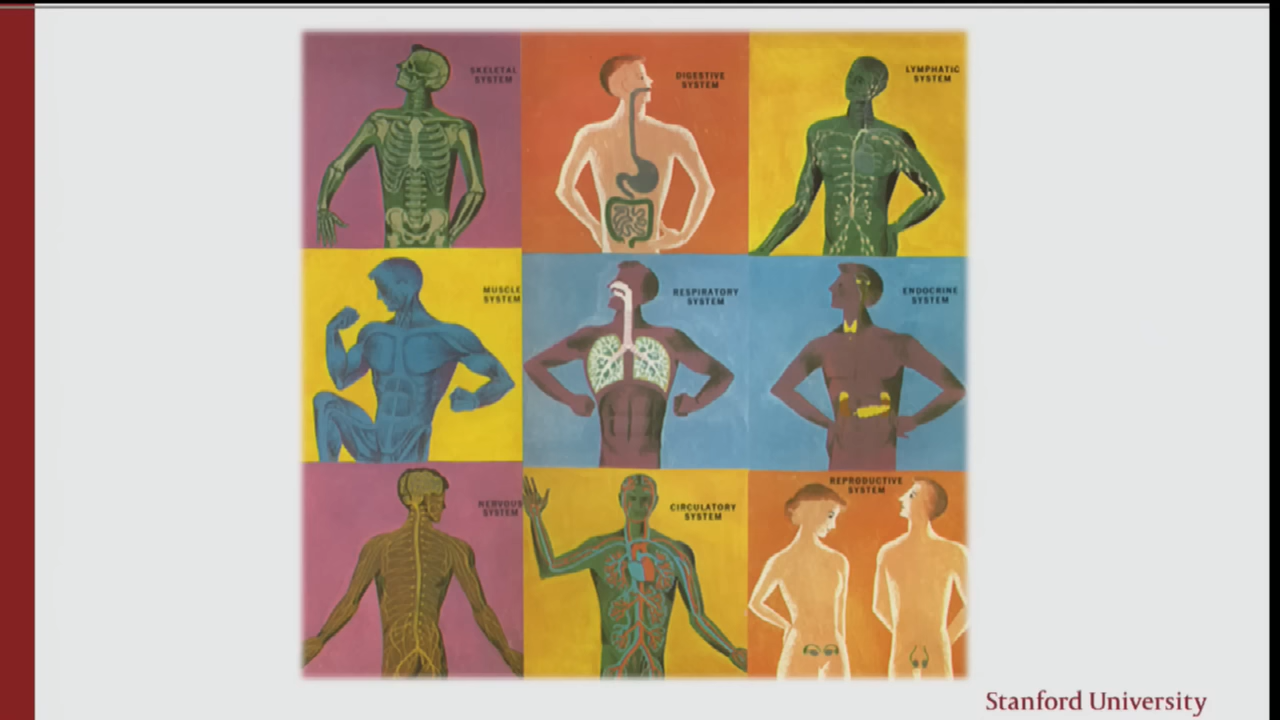 SKELETAL
SYSTEM
DIGESTIVE
SYSTEM
LYMPHATIC
SYSTEM
MUSCLE
SYSTEM
RESPIRATORY
SYSTEM
ENDOCRINE
SYSTEM
NERVOUS
SYSTEM
CIRCULATORY
SYSTEM
REPRODUCTIVE
SYSTEM
Stanford University